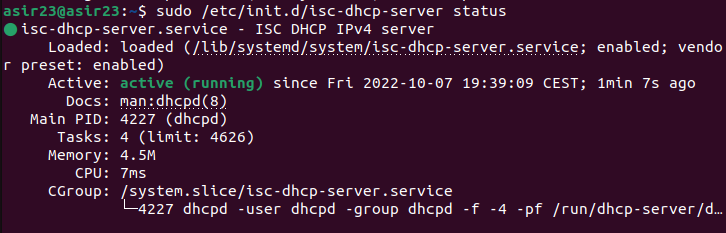 asir23@asir23:~$ sudo /etc/init.d/isc-dhcp-server status
● isc-dhcp-server.service - ISC DHCP IPv4 server
Loaded: loaded (/lib/systemd/system/isc-dhcp-server.service; enabled; vendo
r preset: enabled)
Active: active (running) since Fri 2022-10-07 19:39:09 CEST; 1min 7s ago
Docs: man:dhcpd(8)
Main PID: 4227 (dhcpd)
Tasks: 4 (limit: 4626)
Memory: 4.5M
CPU: 7ms
CGroup: /system.slice/isc-dhcp-server.service
└─4227 dhcpd -user dhcpd -group dhcpd -f -4 -pf /run/dhcp-server/d…